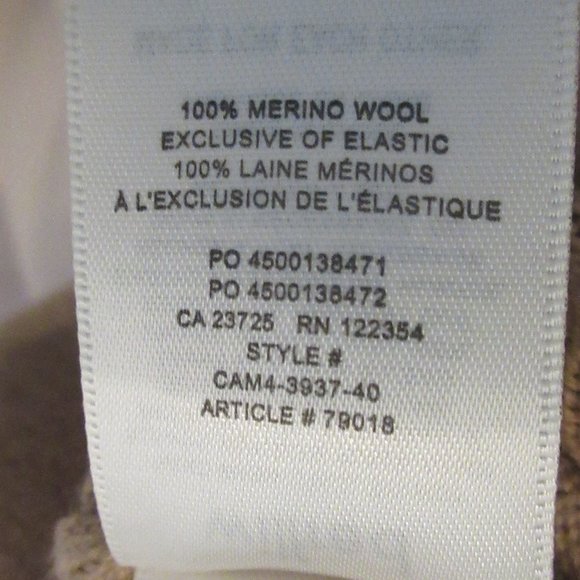 100% MERINO WOOL
EXCLUSIVE OF ELASTIC
100% LAINE MÉRINOS
À L'EXCLUSION DE L'ÉLASTIQUE
PO 4500138471
PO 4500138472
CA 23725 RN 122354
STYLE #
CAM4-3937-40
ARTICLE # 79018